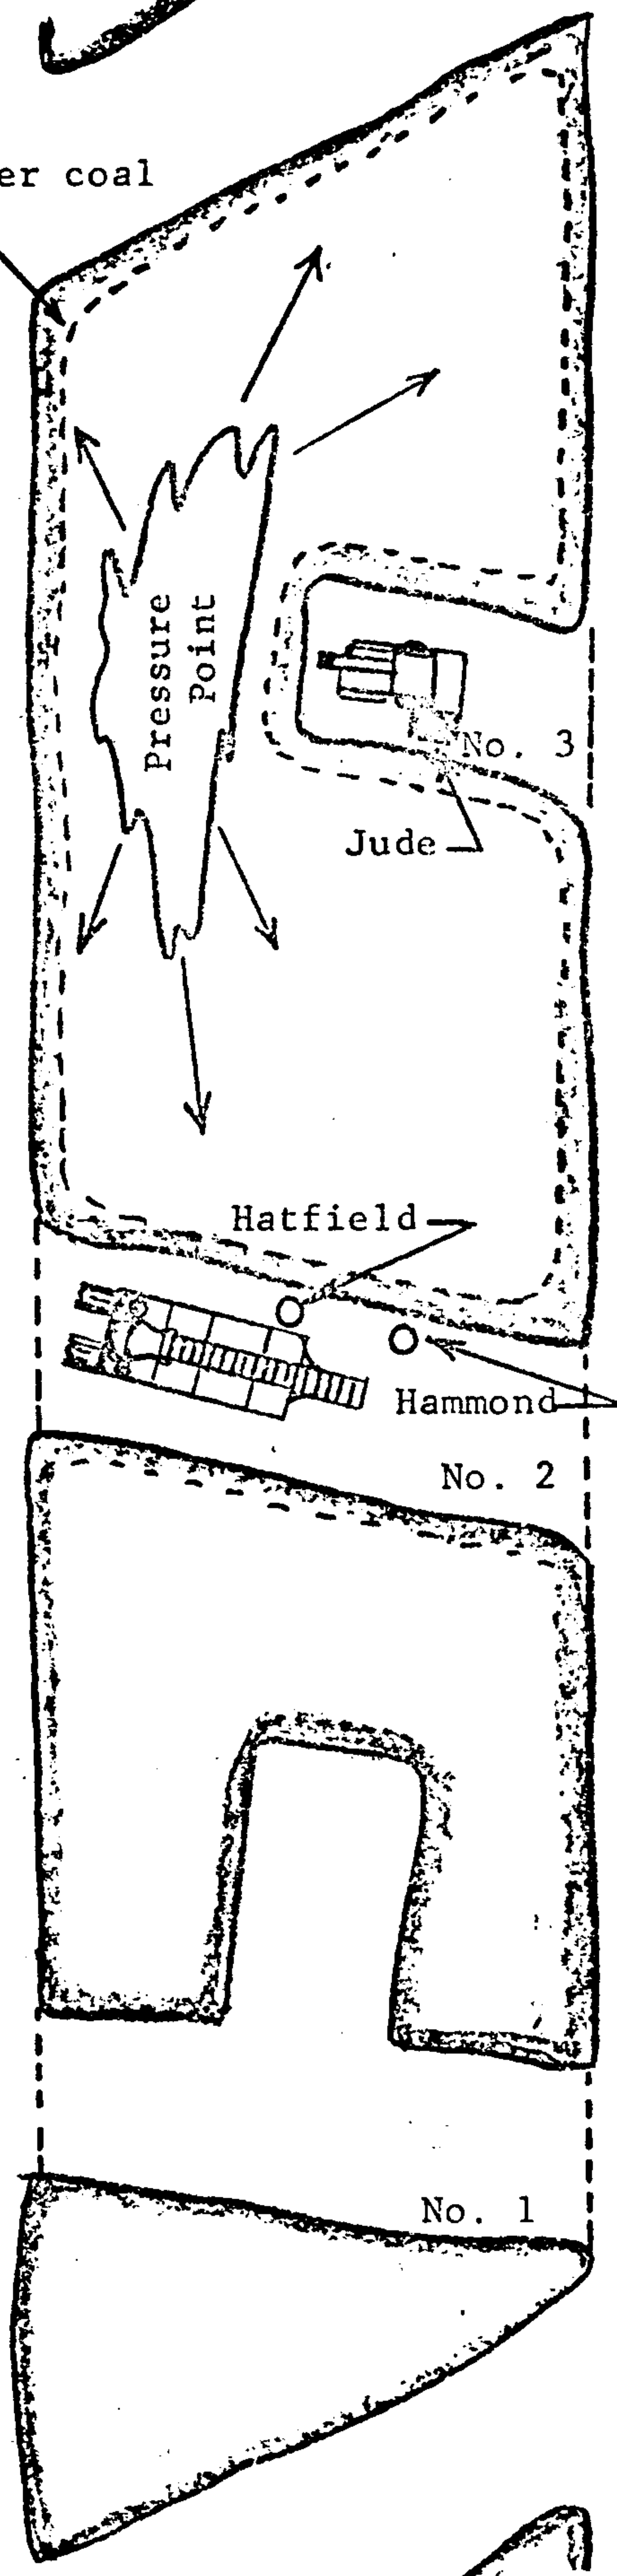 er coal
Pressure
Point
No. 3
Jude
Hatfield
Hammond
No. 2
No. 1